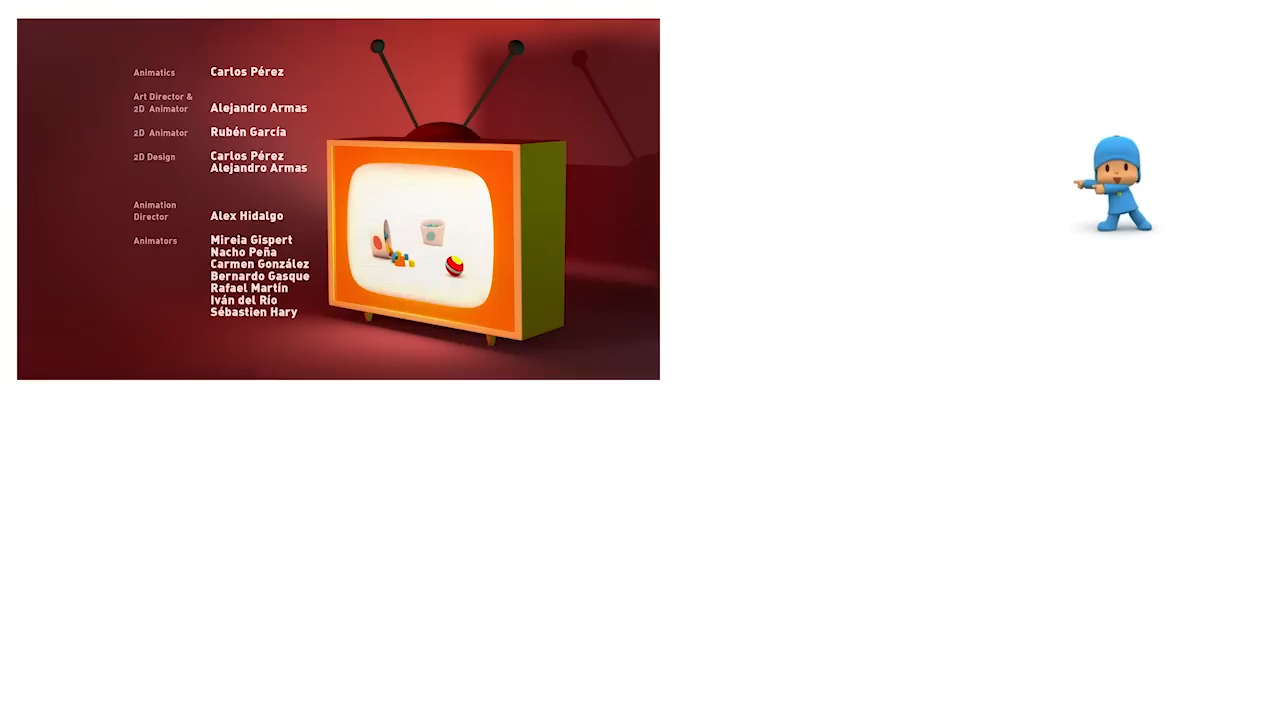 Animatics Carlos Pérez
Art Director &
2D Animator Alejandro Armas
2D Animator Rubén García
2D Design Carlos Pérez
Alejandro Armas
Animation
Director Alex Hidalgo
Animators Mireia Gispert
Nacho Peña
Carmen González
Bernardo Gasque
Rafael Martín
Iván del Río
Sébastien Hary